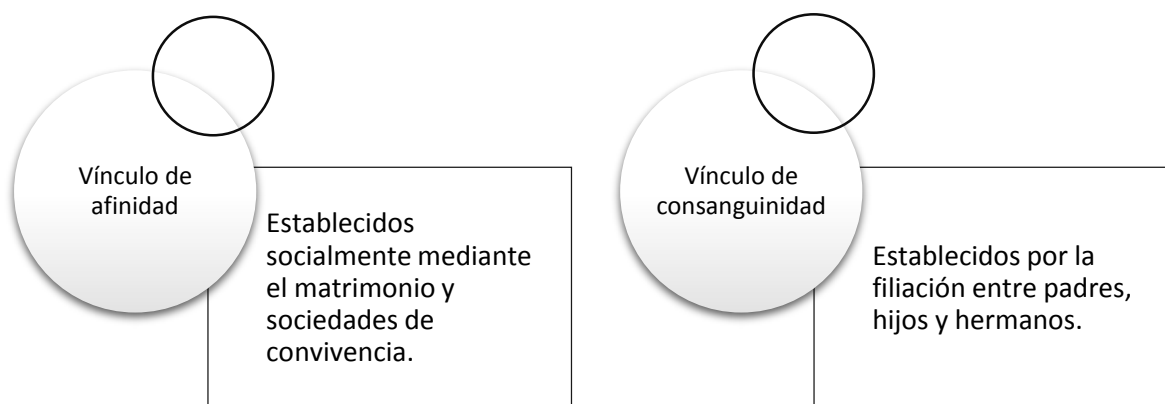 Vínculo de
afinidad
Establecidos
socialmente mediante
el matrimonio y
sociedades de
convivencia.
Vínculo de
consanguinidad
Establecidos por la
filiación entre padres,
hijos y hermanos.